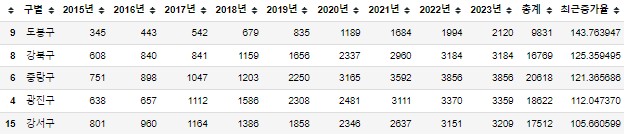 구별 2015년 2016년 2017년 2018년 2019년 2020년 2021년 2022년 2023년 총계 최근증가율
9 도봉구 345 443 542 679 835 1189 1684 1994 2120 9831 143.763947
8 강북구 608 840 841 1159 1656 2337 2960 3184 3184 16769 125.359495
6 중랑구 751 898 1047 1203 2250 3165 3592 3856 3856 20618 121.365686
4 광진구 638 657 1112 1586 2308 2481 3111 3370 3359 18622 112.047370
15 강서구 801 960 1164 1386 1858 2346 2637 3151 3209 17512 105.660599